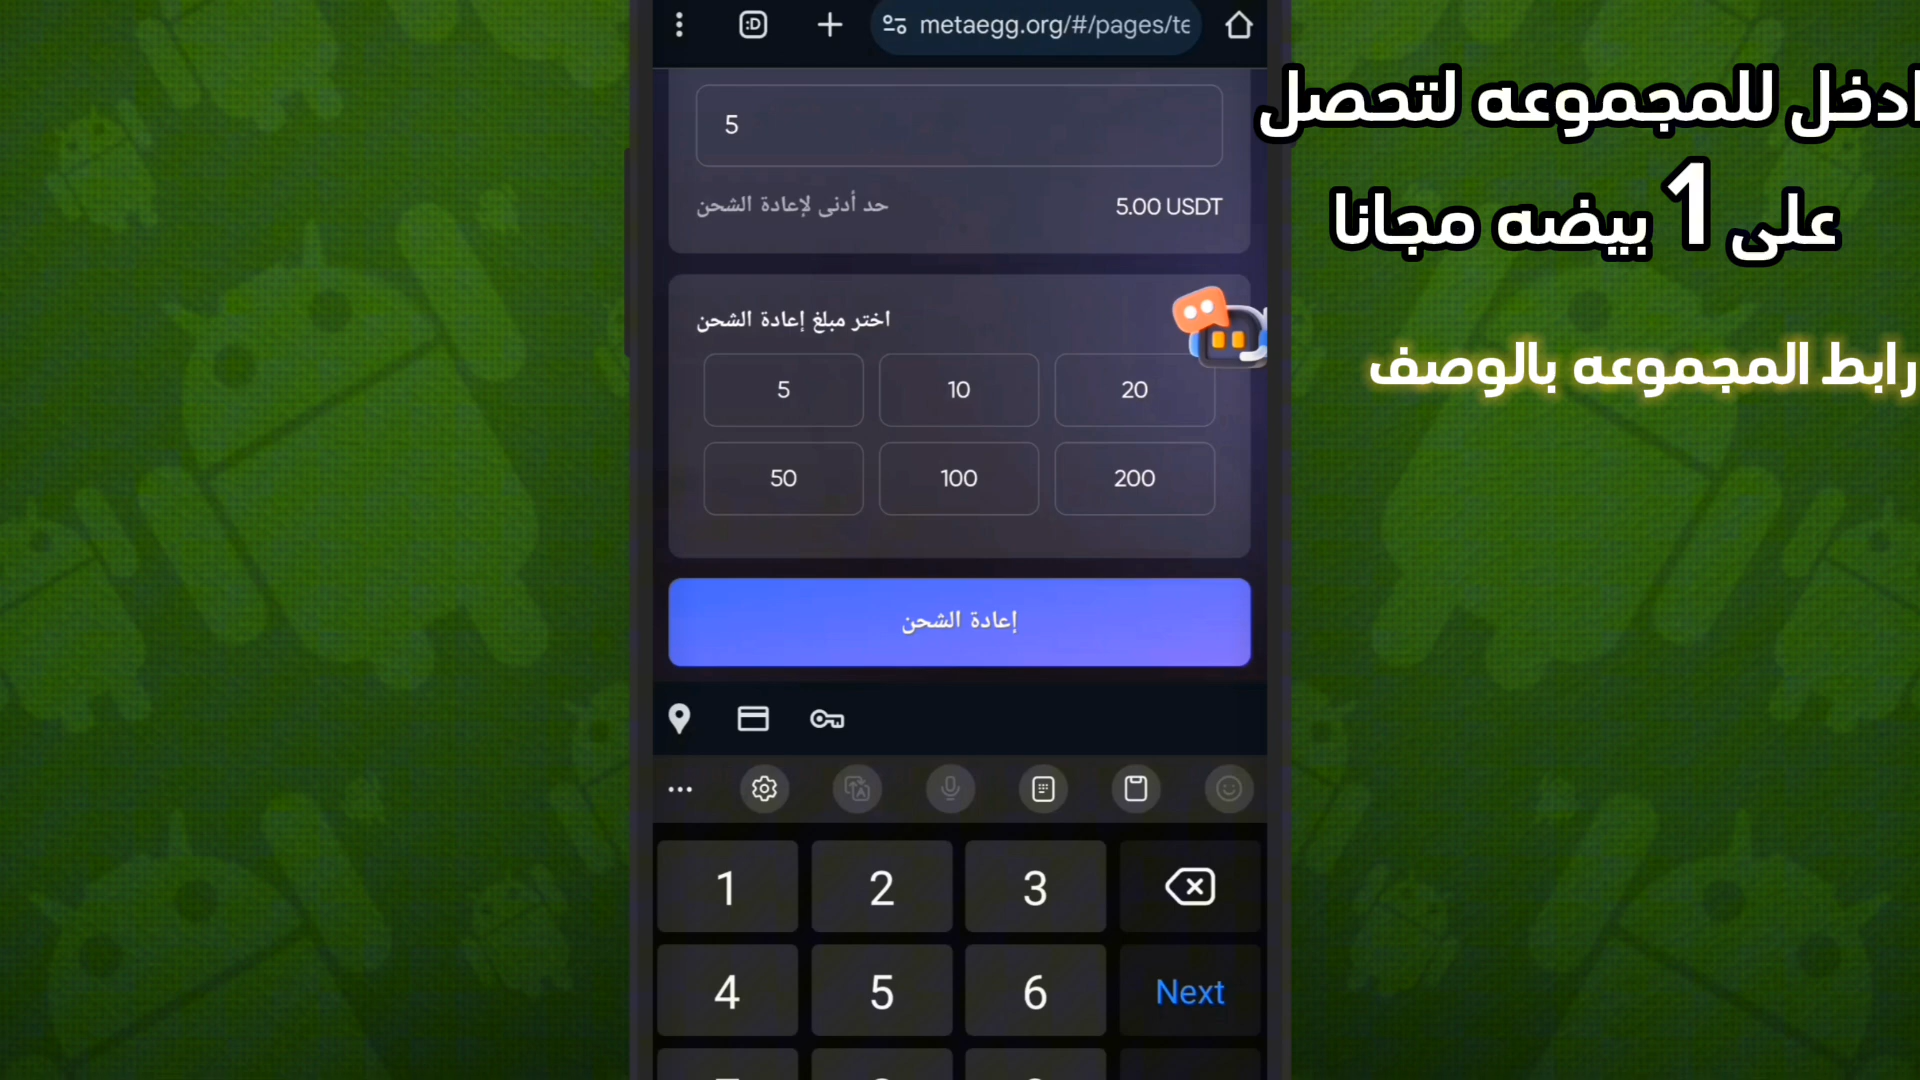 metaegg.org/#/pages/te
5
حد أدنى لإعادة الشحن
5.00 USDT
اختر مبلغ إعادة الشحن
5
10
20
50
100
200
إعادة الشحن
1
2
3
4
5
6
Next
ادخل للمجموعه لتحصل
على 1 بيضه مجانا
رابط المجموعه بالوصف